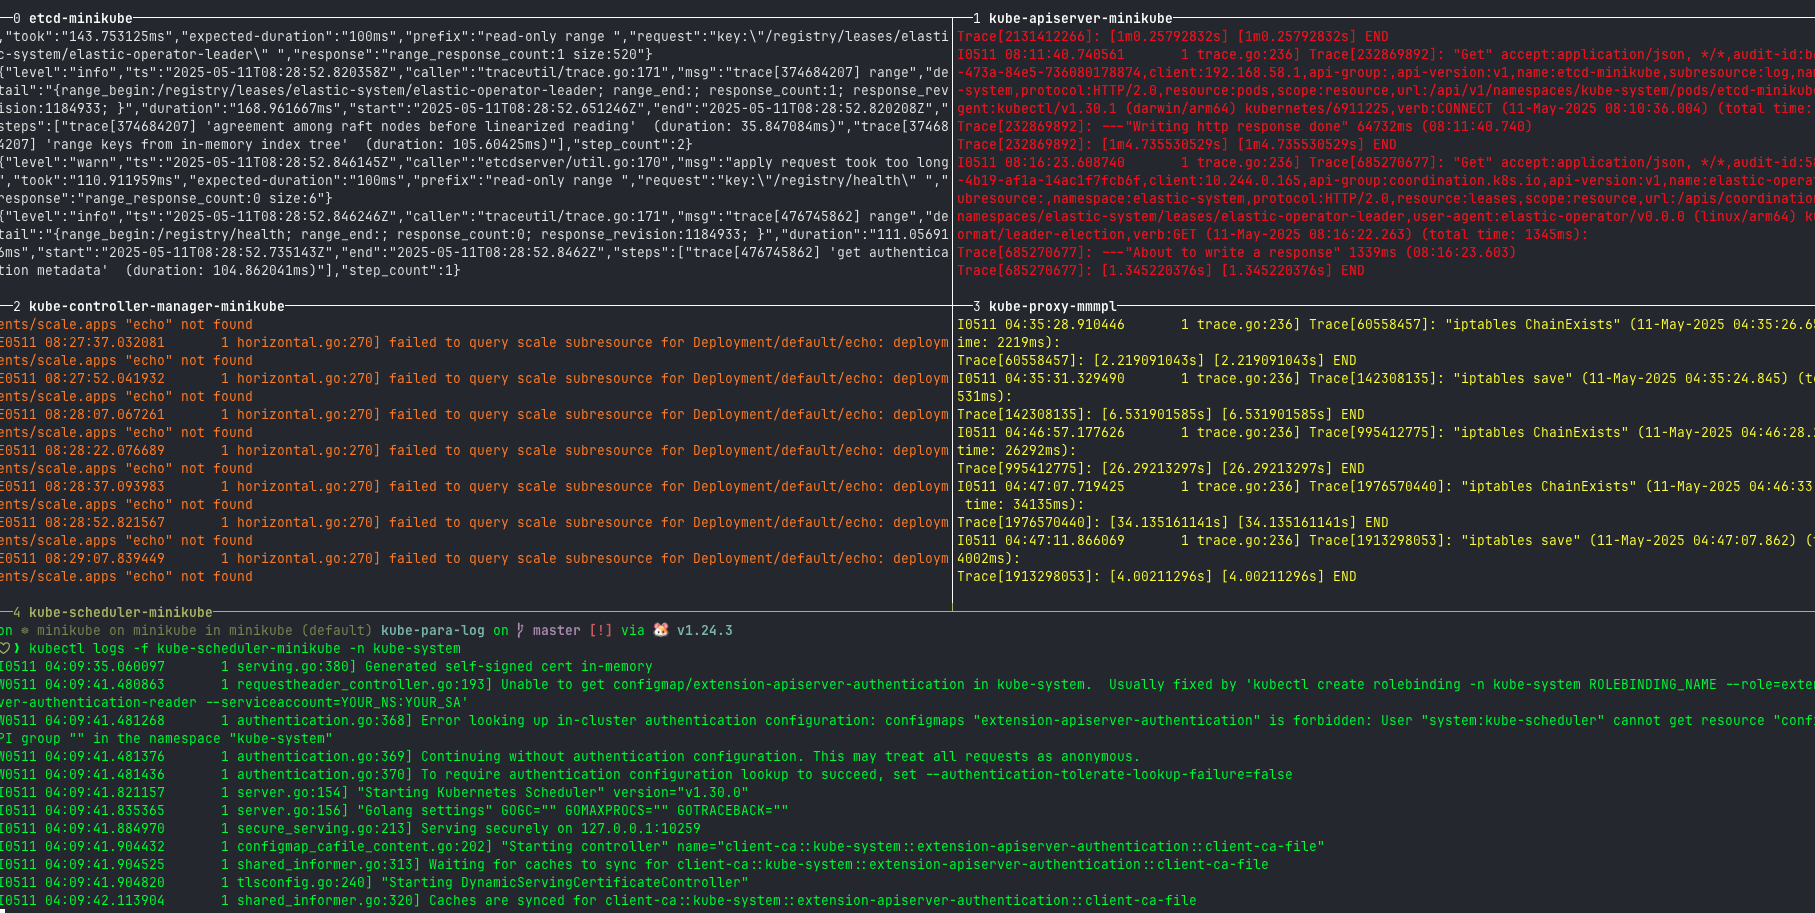 0 etcd-minikube
,"took":"143.753125ms","expected-duration":"100ms","prefix":"read-only range ","request":"key:\"/registry/leases/elasti
c-system/elastic-operator-leader\" ","response":"range_response_count:1 size:520"}
{"level":"info","ts":"2025-05-11T08:28:52.820358Z","caller":"traceutil/trace.go:171","msg":"trace[374684207] range","de
tail":"{range_begin:/registry/leases/elastic-system/elastic-operator-leader; range_end:; response_count:1; response_rev
ision:1184933; }","duration":"168.961667ms","start":"2025-05-11T08:28:52.651246Z","end":"2025-05-11T08:28:52.820208Z","
steps":["trace[374684207] 'agreement among raft nodes before linearized reading'  (duration: 35.847084ms)","trace[37468
4207] 'range keys from in-memory index tree'  (duration: 105.60425ms)"],"step_count":2}
{"level":"warn","ts":"2025-05-11T08:28:52.846145Z","caller":"etcdserver/util.go:170","msg":"apply request took too long
","took":"110.911959ms","expected-duration":"100ms","prefix":"read-only range ","request":"key:\"/registry/health\" ","
response":"range_response_count:0 size:6"}
{"level":"info","ts":"2025-05-11T08:28:52.846246Z","caller":"traceutil/trace.go:171","msg":"trace[476745862] range","de
tail":"{range_begin:/registry/health; range_end:; response_count:0; response_revision:1184933; }","duration":"111.05691
6ms","start":"2025-05-11T08:28:52.735143Z","end":"2025-05-11T08:28:52.8462Z","steps":["trace[476745862] 'get authentica
tion metadata'  (duration: 104.862041ms)"],"step_count":1}
1 kube-apiserver-minikube
Trace[2131412266]: [1m0.25792832s] [1m0.25792832s] END
I0511 08:11:40.740561       1 trace.go:236] Trace[232869892]: "Get" accept:application/json, */*,audit-id:b
-473a-84e5-736080178874,client:192.168.58.1,api-group:,api-version:v1,name:etcd-minikube,subresource:log,na
-system,protocol:HTTP/2.0,resource:pods,scope:resource,url:/api/v1/namespaces/kube-system/pods/etcd-minikub
gent:kubectl/v1.30.1 (darwin/arm64) kubernetes/6911225,verb:CONNECT (11-May-2025 08:10:36.004) (total time:
Trace[232869892]: ---"Writing http response done" 64732ms (08:11:40.740)
Trace[232869892]: [1m4.735530529s] [1m4.735530529s] END
I0511 08:16:23.608740       1 trace.go:236] Trace[685270677]: "Get" accept:application/json, */*,audit-id:5
-4b19-af1a-14ac1f7fcb6f,client:10.244.0.165,api-group:coordination.k8s.io,api-version:v1,name:elastic-opera
ubresource:,namespace:elastic-system,protocol:HTTP/2.0,resource:leases,scope:resource,url:/apis/coordination
namespaces/elastic-system/leases/elastic-operator-leader,user-agent:elastic-operator/v0.0.0 (linux/arm64) k
ormat/leader-election,verb:GET (11-May-2025 08:16:22.263) (total time: 1345ms):
Trace[685270677]: ---"About to write a response" 1339ms (08:16:23.603)
Trace[685270677]: [1.345220376s] [1.345220376s] END
2 kube-controller-manager-minikube
ents/scale.apps "echo" not found
E0511 08:27:37.032081       1 horizontal.go:270] failed to query scale subresource for Deployment/default/echo: deploym
ents/scale.apps "echo" not found
E0511 08:27:52.041932       1 horizontal.go:270] failed to query scale subresource for Deployment/default/echo: deploym
ents/scale.apps "echo" not found
E0511 08:28:07.067261       1 horizontal.go:270] failed to query scale subresource for Deployment/default/echo: deploym
ents/scale.apps "echo" not found
E0511 08:28:22.076689       1 horizontal.go:270] failed to query scale subresource for Deployment/default/echo: deploym
ents/scale.apps "echo" not found
E0511 08:28:37.093983       1 horizontal.go:270] failed to query scale subresource for Deployment/default/echo: deploym
ents/scale.apps "echo" not found
E0511 08:28:52.821567       1 horizontal.go:270] failed to query scale subresource for Deployment/default/echo: deploym
ents/scale.apps "echo" not found
E0511 08:29:07.839449       1 horizontal.go:270] failed to query scale subresource for Deployment/default/echo: deploym
ents/scale.apps "echo" not found
3 kube-proxy-mmmpl
I0511 04:35:28.910446       1 trace.go:236] Trace[60558457]: "iptables ChainExists" (11-May-2025 04:35:26.6
ime: 2219ms):
Trace[60558457]: [2.219091043s] [2.219091043s] END
I0511 04:35:31.329490       1 trace.go:236] Trace[142308135]: "iptables save" (11-May-2025 04:35:24.845) (t
531ms):
Trace[142308135]: [6.531901585s] [6.531901585s] END
I0511 04:46:57.177626       1 trace.go:236] Trace[995412775]: "iptables ChainExists" (11-May-2025 04:46:28.
time: 26292ms):
Trace[995412775]: [26.29213297s] [26.29213297s] END
I0511 04:47:07.719425       1 trace.go:236] Trace[1976570440]: "iptables ChainExists" (11-May-2025 04:46:33
 time: 34135ms):
Trace[1976570440]: [34.135161141s] [34.135161141s] END
I0511 04:47:11.866069       1 trace.go:236] Trace[1913298053]: "iptables save" (11-May-2025 04:47:07.862) (
4002ms):
Trace[1913298053]: [4.00211296s] [4.00211296s] END
4 kube-scheduler-minikube
on ☸ minikube on minikube in minikube (default) kube-para-log on master [!] via 🐹 v1.24.3
♡❯ kubectl logs -f kube-scheduler-minikube -n kube-system
I0511 04:09:35.060097       1 serving.go:380] Generated self-signed cert in-memory
W0511 04:09:41.480863       1 requestheader_controller.go:193] Unable to get configmap/extension-apiserver-authentication in kube-system.  Usually fixed by 'kubectl create rolebinding -n kube-system ROLEBINDING_NAME --role=exten
ver-authentication-reader --serviceaccount=YOUR_NS:YOUR_SA'
W0511 04:09:41.481268       1 authentication.go:368] Error looking up in-cluster authentication configuration: configmaps "extension-apiserver-authentication" is forbidden: User "system:kube-scheduler" cannot get resource "conf
PI group "" in the namespace "kube-system"
W0511 04:09:41.481376       1 authentication.go:369] Continuing without authentication configuration. This may treat all requests as anonymous.
W0511 04:09:41.481436       1 authentication.go:370] To require authentication configuration lookup to succeed, set --authentication-tolerate-lookup-failure=false
I0511 04:09:41.821157       1 server.go:154] "Starting Kubernetes Scheduler" version="v1.30.0"
I0511 04:09:41.835365       1 server.go:156] "Golang settings" GOGC="" GOMAXPROCS="" GOTRACEBACK=""
I0511 04:09:41.884970       1 secure_serving.go:213] Serving securely on 127.0.0.1:10259
I0511 04:09:41.904432       1 configmap_cafile_content.go:202] "Starting controller" name="client-ca::kube-system::extension-apiserver-authentication::client-ca-file"
I0511 04:09:41.904525       1 shared_informer.go:313] Waiting for caches to sync for client-ca::kube-system::extension-apiserver-authentication::client-ca-file
I0511 04:09:41.904820       1 tlsconfig.go:240] "Starting DynamicServingCertificateController"
I0511 04:09:42.113904       1 shared_informer.go:320] Caches are synced for client-ca::kube-system::extension-apiserver-authentication::client-ca-file